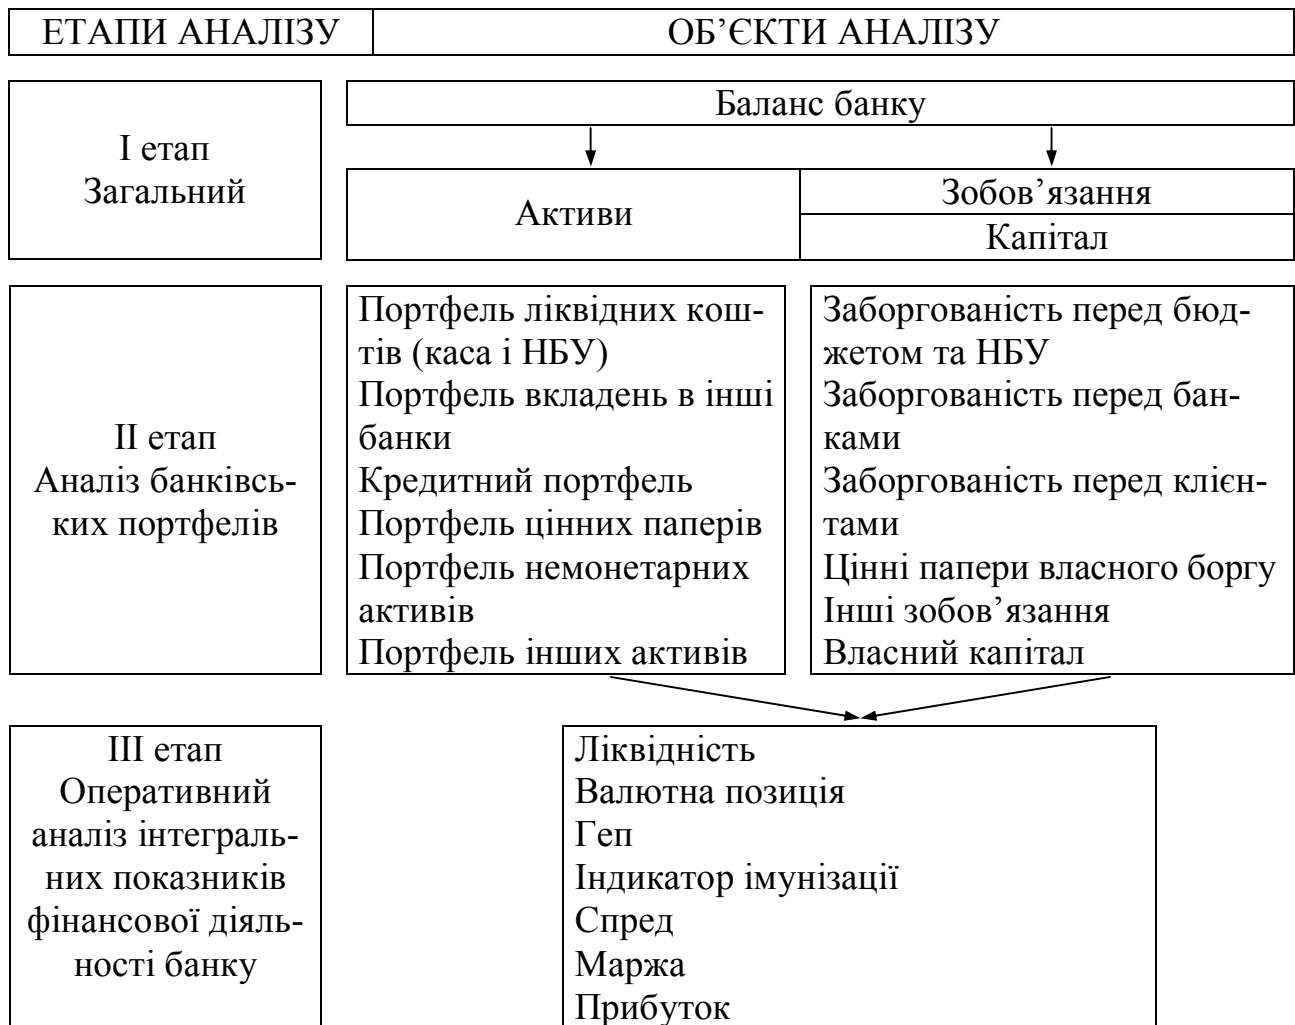 ЕТАПИ АНАЛІЗУ
ОБ’ЄКТИ АНАЛІЗУ
І етап
Загальний
Баланс банку
Активи
Зобов’язання
Капітал
ІІ етап
Аналіз банківсь-
ких портфелів
Портфель ліквідних кош-
тів (каса і НБУ)
Портфель вкладень в інші
банки
Кредитний портфель
Портфель цінних паперів
Портфель немонетарних
активів
Портфель інших активів
Заборгованість перед бюд-
жетом та НБУ
Заборгованість перед бан-
ками
Заборгованість перед клієн-
тами
Цінні папери власного боргу
Інші зобов’язання
Власний капітал
ІІІ етап
Оперативний
аналіз інтеграль-
них показників
фінансової діяль-
ності банку
Ліквідність
Валютна позиція
Геп
Індикатор імунізації
Спред
Маржа
Прибуток